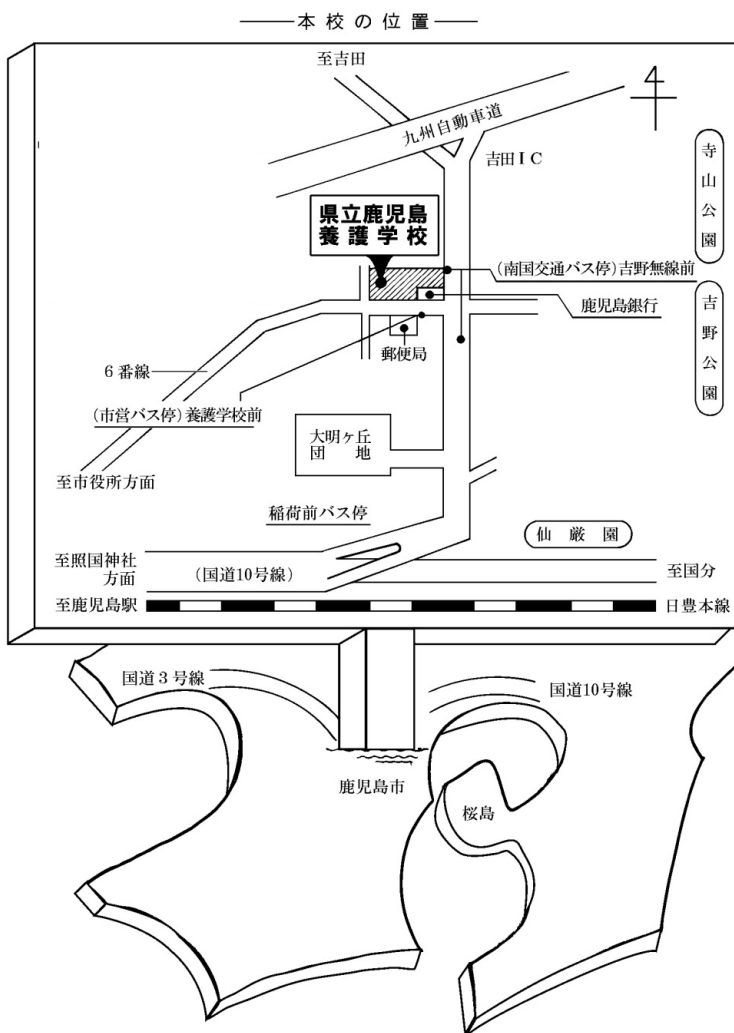 本校の位置
至吉田
九州自動車道
吉田IC
寺山公園
県立鹿児島
養護学校
(南国交通バス停)吉野無線前
鹿児島銀行
吉野公園
郵便局
6番線
(市営バス停)養護学校前
大明ヶ丘
団地
至市役所方面
稲荷前バス停
仙厳園
至照国神社
方面
(国道10号線)
至国分
至鹿児島駅
日豊本線
国道3号線
国道10号線
鹿児島市
桜島